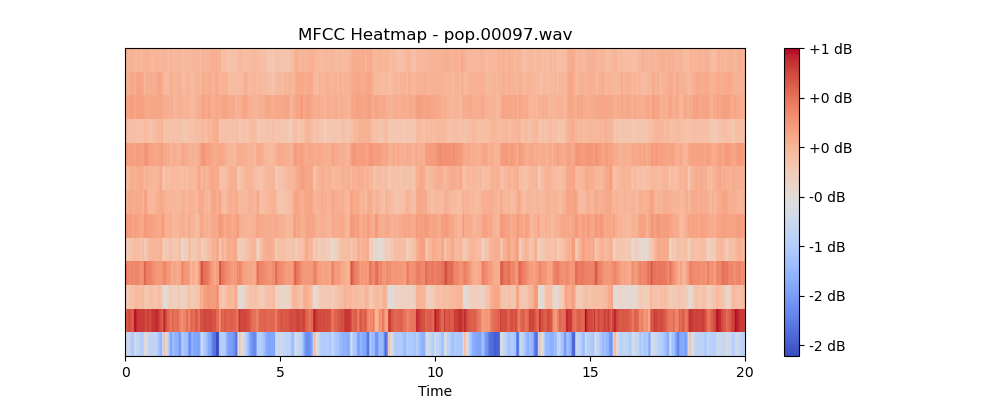 MFCC Heatmap - pop.00097.wav
+1 dB
+0 dB
+0 dB
-0 dB
-1 dB
-2 dB
-2 dB
0 5 10 15 20
Time